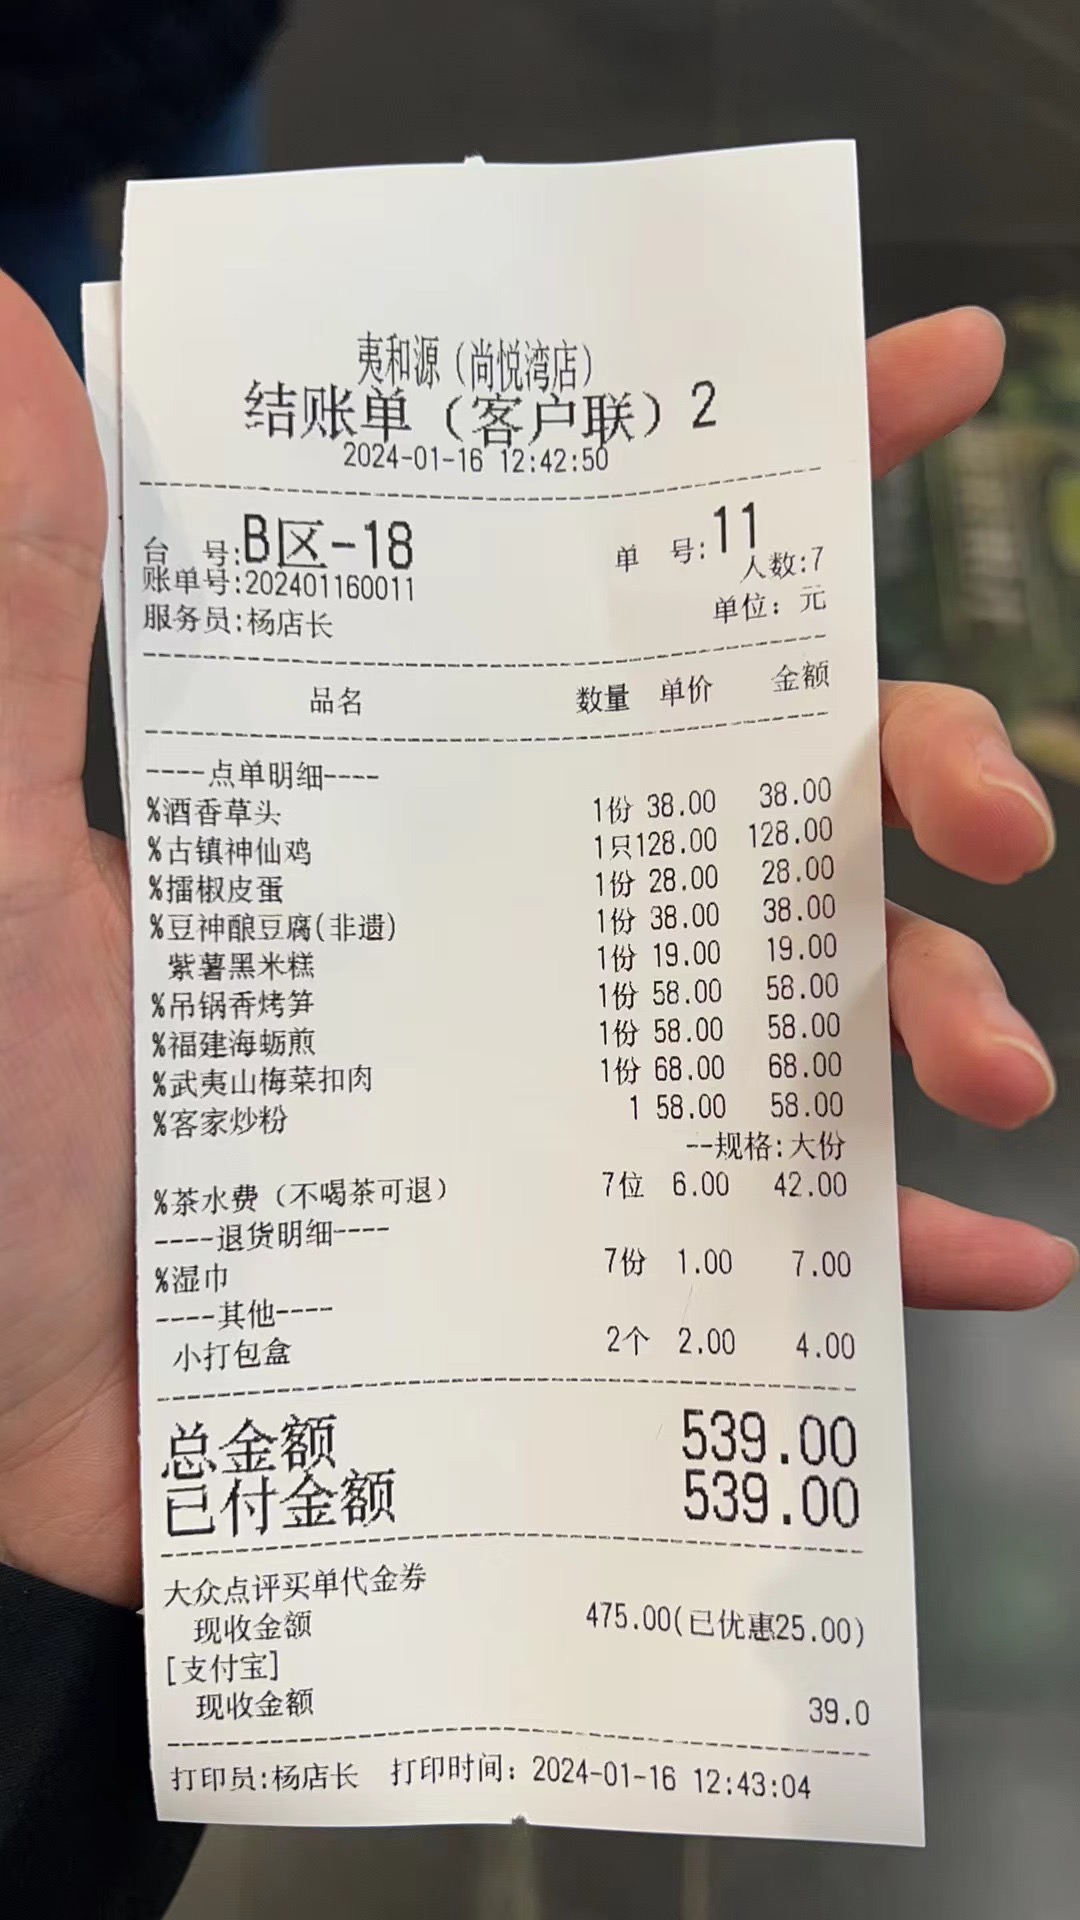 夷和源（尚悦湾店）
结账单（客户联）2
2024-01-16 12:42:50
台 号:B区-18 单 号:11
账单号:202401160011 人数:7
服务员:杨店长 单位：元
品名 数量 单价 金额
----点单明细----
%酒香草头 1份 38.00 38.00
%古镇神仙鸡 1只128.00 128.00
%擂椒皮蛋 1份 28.00 28.00
%豆神酿豆腐(非遗) 1份 38.00 38.00
紫薯黑米糕 1份 19.00 19.00
%吊锅香烤笋 1份 58.00 58.00
%福建海蛎煎 1份 58.00 58.00
%武夷山梅菜扣肉 1份 68.00 68.00
%客家炒粉 1 58.00 58.00
--规格:大份
%茶水费（不喝茶可退） 7位 6.00 42.00
----退货明细----
%湿巾 7份 1.00 7.00
----其他----
小打包盒 2个 2.00 4.00
总金额 539.00
已付金额 539.00
大众点评买单代金券
现收金额 475.00(已优惠25.00)
[支付宝]
现收金额 39.0
打印员:杨店长 打印时间：2024-01-16 12:43:04